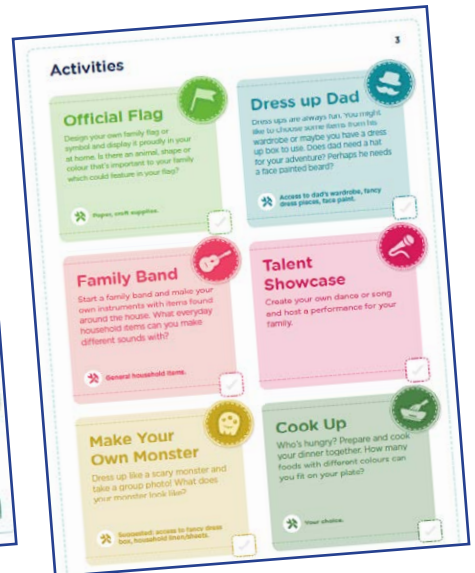 3
Activities
Official Flag
Design your own family flag or
symbol and display it proudly in your
at home. Is there an animal, shape or
colour that's important to your family
which could feature in your flag?
Paper, craft supplies.
Dress up Dad
Dress ups are always fun. You might
like to choose some items from his
wardrobe or maybe you have a dress
up box to use. Does dad need a hat
for your adventure? Perhaps he needs
a face painted beard?
Access to dad's wardrobe, fancy
dress pieces, face paint.
Family Band
Start a family band and make your
own instruments with items found
around the house. What everyday
household items can you make
different sounds with?
General household items.
Talent
Showcase
Create your own dance or song
and host a performance for your
family.
Make Your
Own Monster
Dress up like a scary monster and
take a group photo! What does
your monster look like?
Suggested: access to fancy dress
box, household linen/sheets.
Cook Up
Who's hungry? Prepare and cook
your dinner together. How many
foods with different colours can
you fit on your plate?
Your choice.